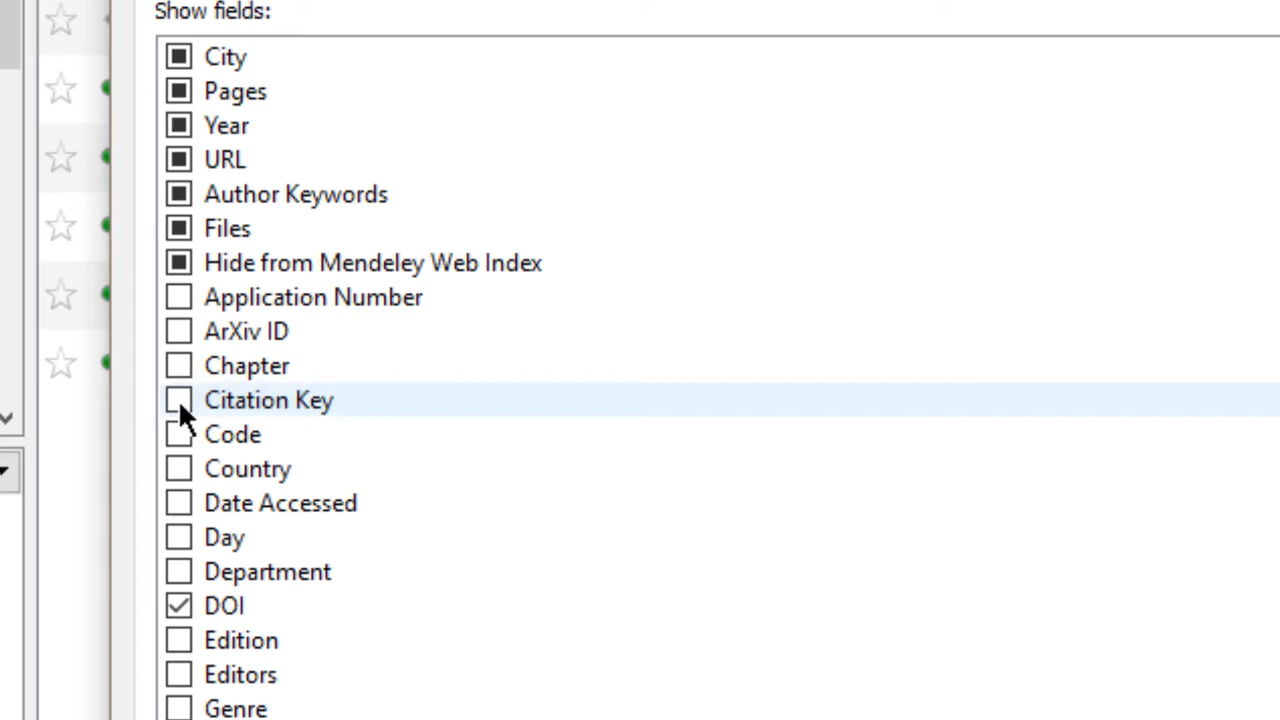 Show fields:
City
Pages
Year
URL
Author Keywords
Files
Hide from Mendeley Web Index
Application Number
ArXiv ID
Chapter
Citation Key
Code
Country
Date Accessed
Day
Department
DOI
Edition
Editors
Genre